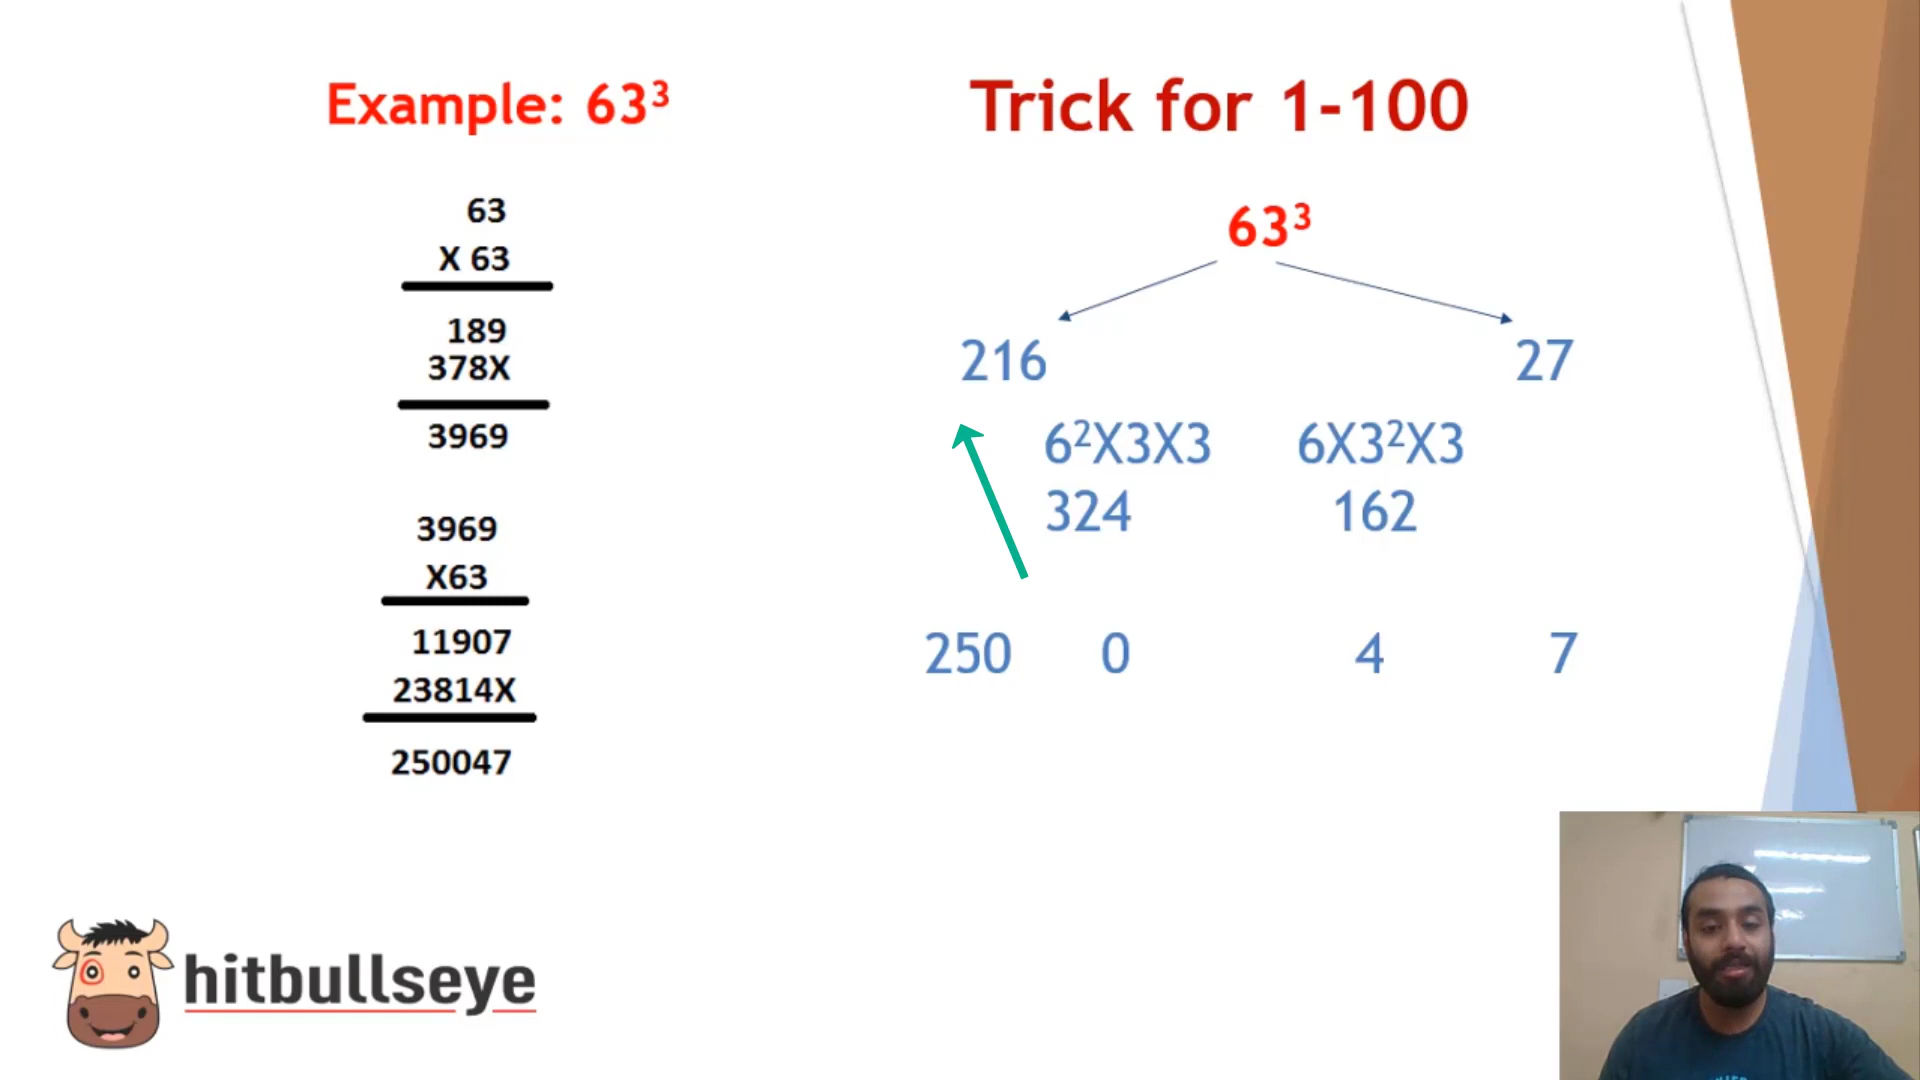 Example: 63³
63
X 63
189
378X
3969
3969
X63
11907
23814X
250047
Trick for 1-100
63³
216 27
6²X3X3 6X3²X3
324 162
250 0 4 7
hitbullseye